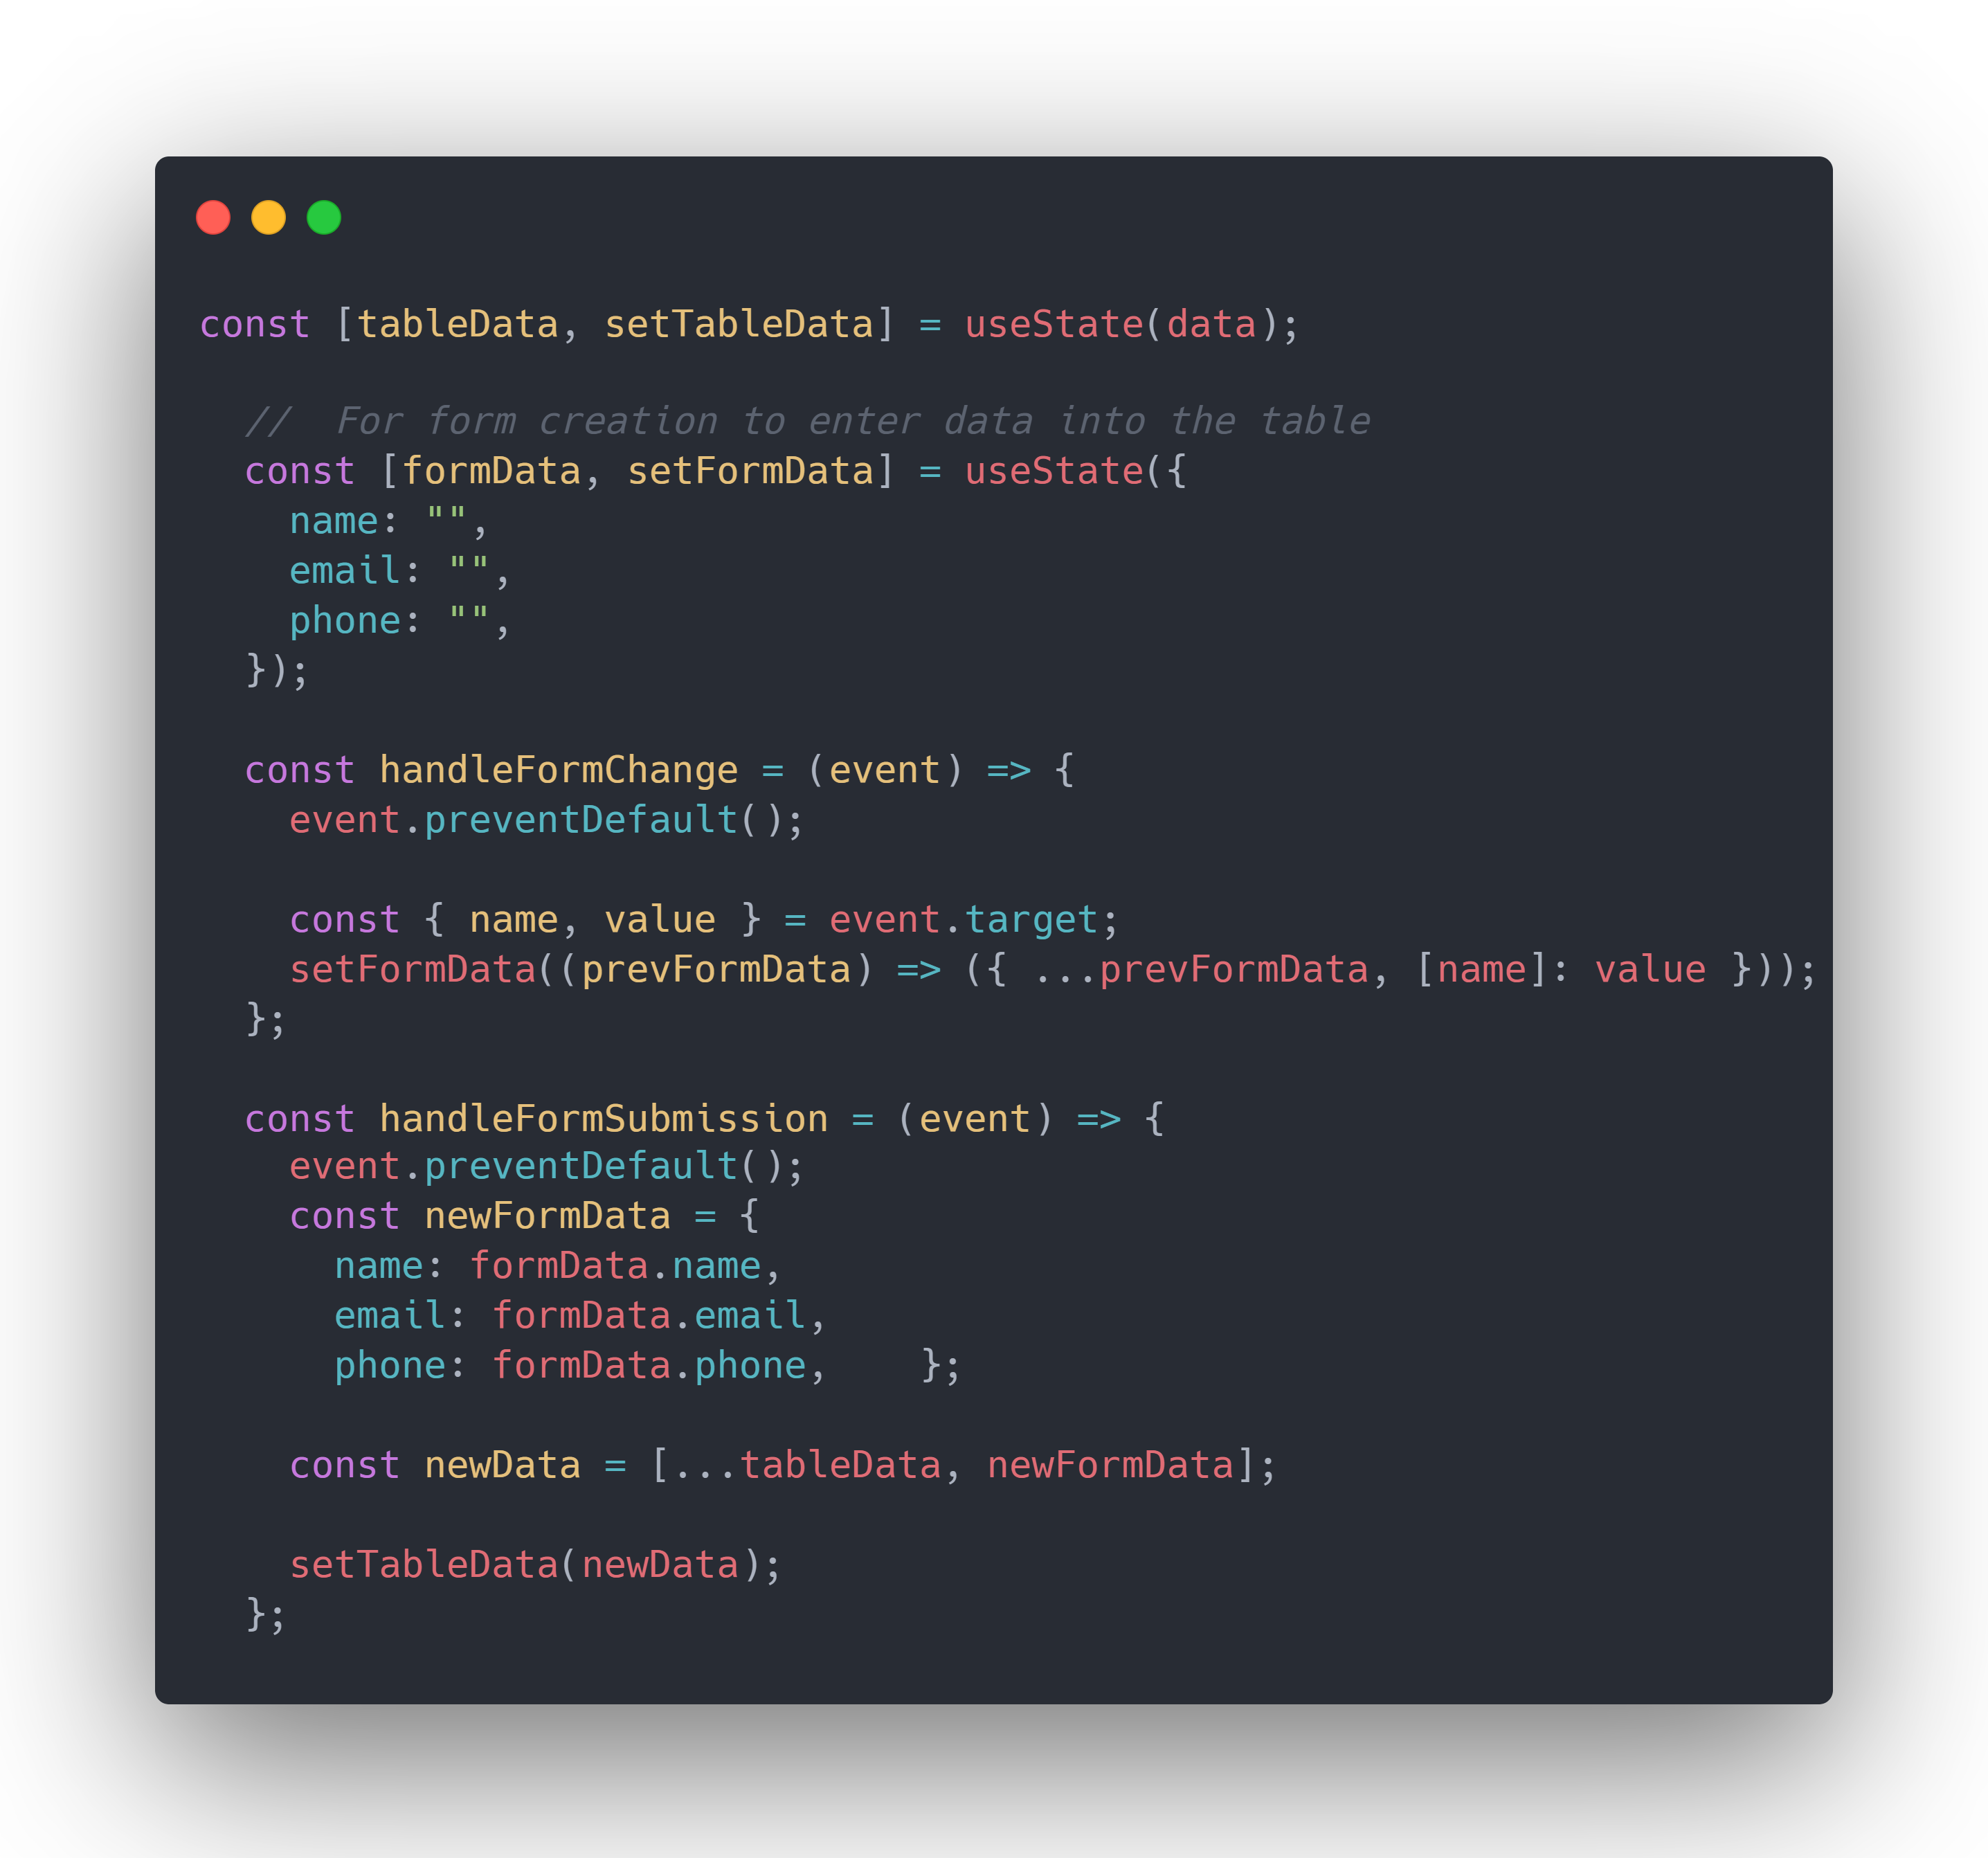 const [tableData, setTableData] = useState(data);

  //  For form creation to enter data into the table
  const [formData, setFormData] = useState({
    name: "",
    email: "",
    phone: "",
  });

  const handleFormChange = (event) => {
    event.preventDefault();

    const { name, value } = event.target;
    setFormData((prevFormData) => ({ ...prevFormData, [name]: value }));
  };

  const handleFormSubmission = (event) => {
    event.preventDefault();
    const newFormData = {
      name: formData.name,
      email: formData.email,
      phone: formData.phone,    };

    const newData = [...tableData, newFormData];

    setTableData(newData);
  };